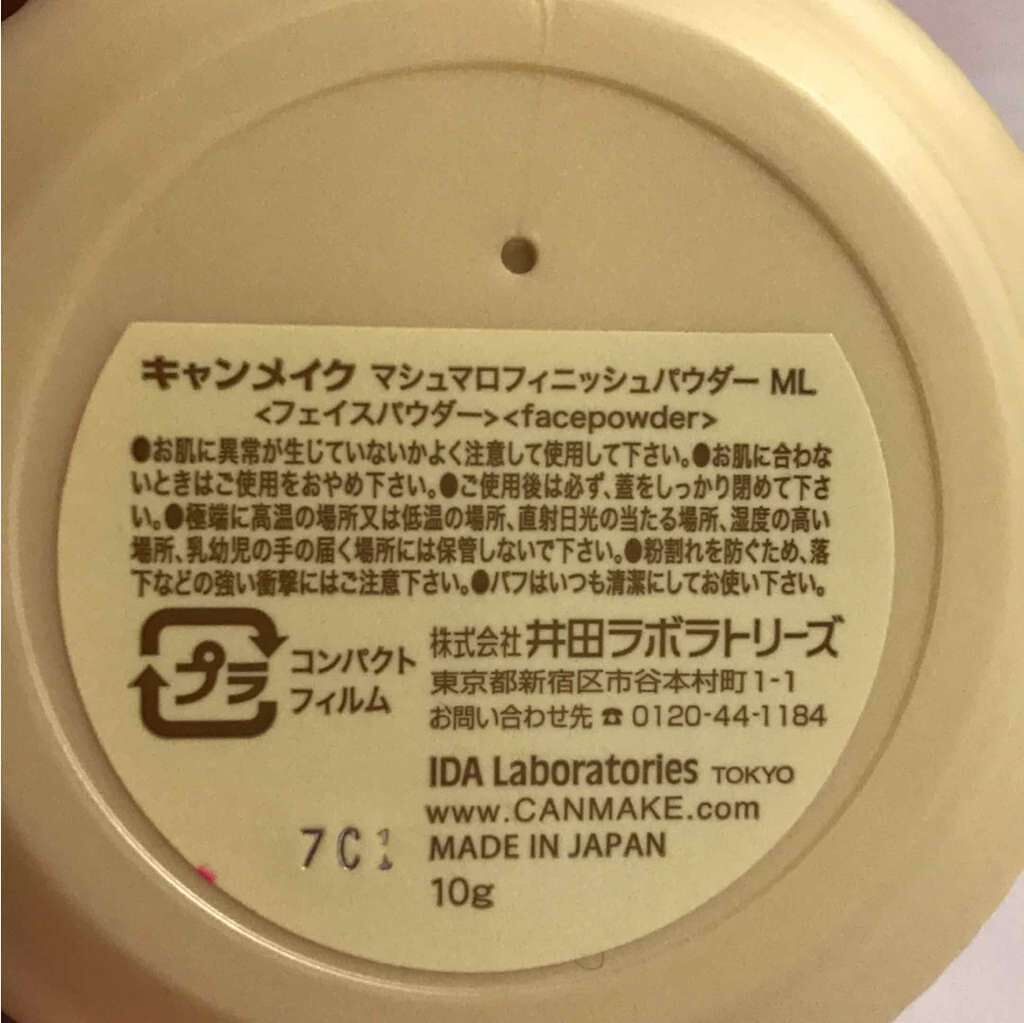 キャンメイク マシュマロフィニッシュパウダー ML
<フェイスパウダー><facepowder>
●お肌に異常が生じていないかよく注意して使用して下さい。●お肌に合わな
いときはご使用をおやめ下さい。●ご使用後は必ず、蓋をしっかり閉めて下さ
い。●極端に高温の場所又は低温の場所、直射日光の当たる場所、湿度の高い
場所、乳幼児の手の届く場所には保管しないで下さい。●粉割れを防ぐため、落
下などの強い衝撃にはご注意下さい。●パフはいつも清潔にしてお使い下さい。
プラ
コンパクト
フィルム
株式会社 井田ラボラトリーズ
東京都新宿区市谷本村町1-1
お問い合わせ先 ☎ 0120-44-1184
IDA Laboratories TOKYO
www.CANMAKE.com
MADE IN JAPAN
10g
7C1